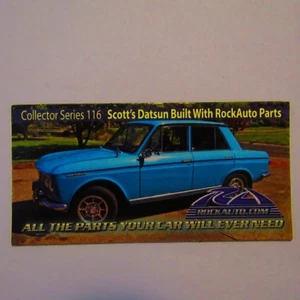 Collector Series 116 Scott's Datsun Built With RockAuto Parts
ROCKAUTO.COM
ALL THE PARTS YOUR CAR WILL EVER NEED